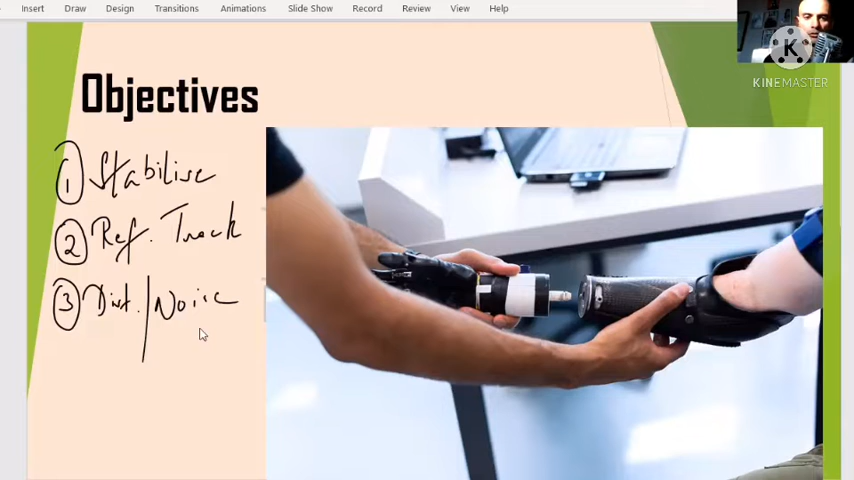 Insert Draw Design Transitions Animations Slide Show Record Review View Help
KINEMASTER
Objectives
① Stabilise
② Ref. Track
③ Dist. / Noise